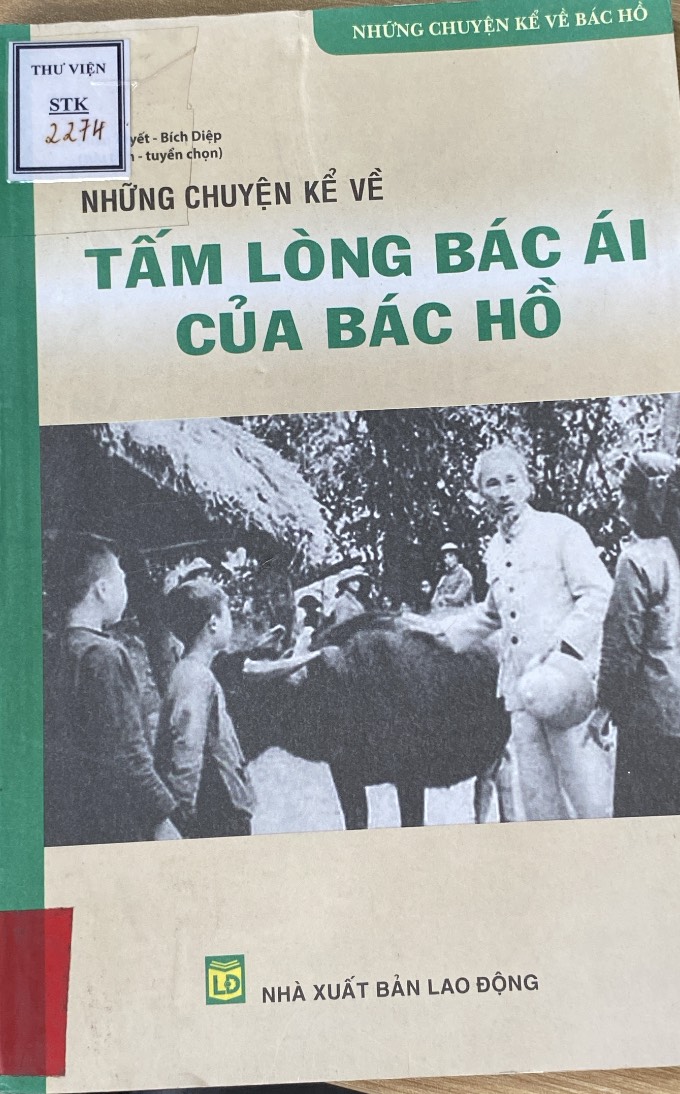 NHỮNG CHUYỆN KỂ VỀ BÁC HỒ
THƯ VIỆN
STK
2274
- Bích Diệp
- tuyển chọn)
NHỮNG CHUYỆN KỂ VỀ
TẤM LÒNG BÁC ÁI
CỦA BÁC HỒ
LĐ
NHÀ XUẤT BẢN LAO ĐỘNG